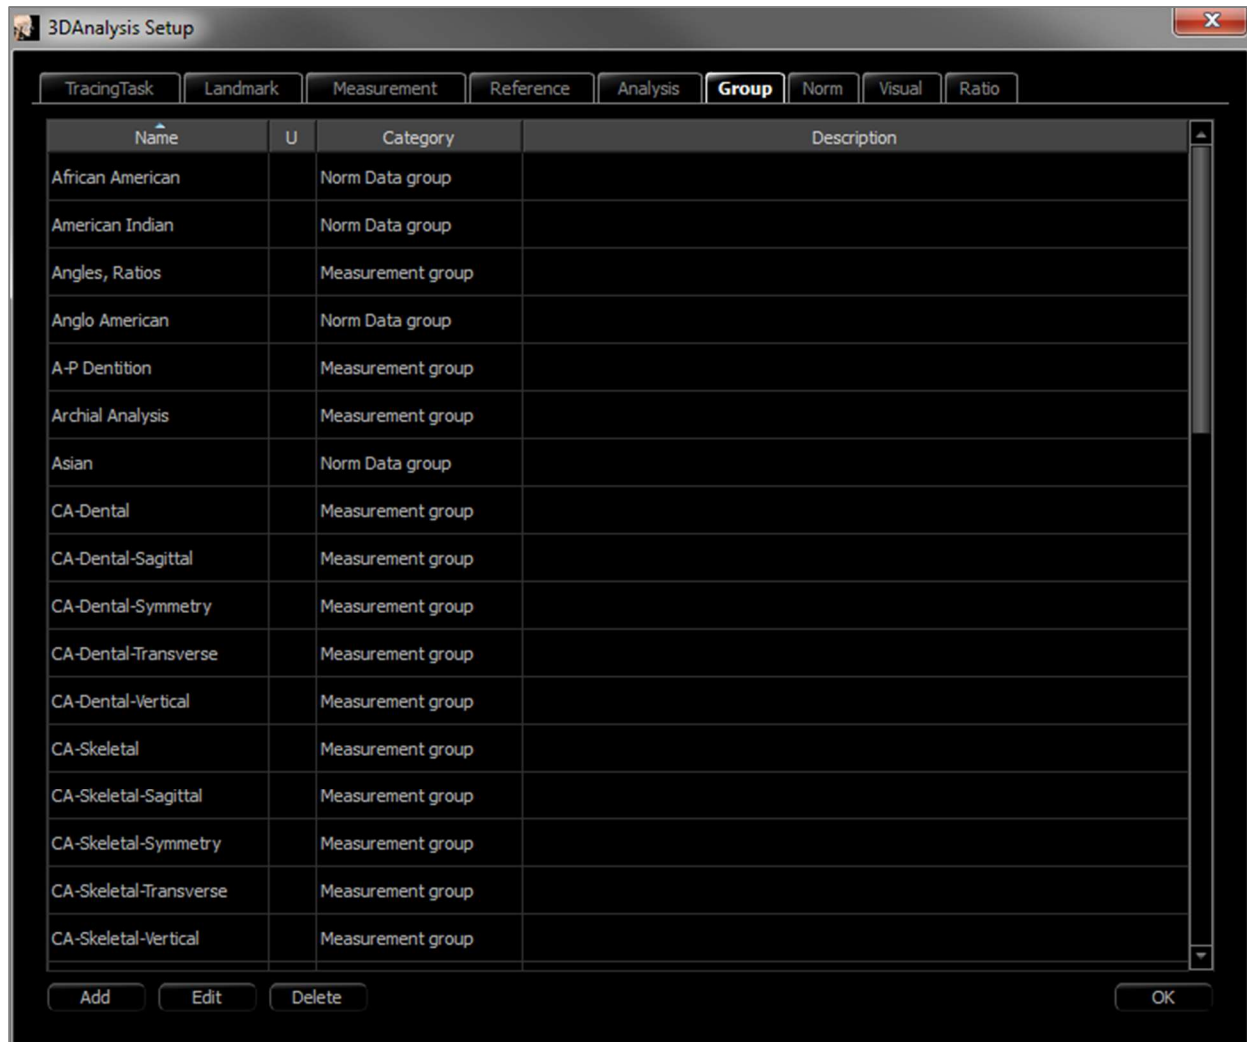 3DAnalysis Setup
TracingTask Landmark Measurement Reference Analysis Group Norm Visual Ratio
Name U Category Description
African American Norm Data group
American Indian Norm Data group
Angles, Ratios Measurement group
Anglo American Norm Data group
A-P Dentition Measurement group
Archial Analysis Measurement group
Asian Norm Data group
CA-Dental Measurement group
CA-Dental-Sagittal Measurement group
CA-Dental-Symmetry Measurement group
CA-Dental-Transverse Measurement group
CA-Dental-Vertical Measurement group
CA-Skeletal Measurement group
CA-Skeletal-Sagittal Measurement group
CA-Skeletal-Symmetry Measurement group
CA-Skeletal-Transverse Measurement group
CA-Skeletal-Vertical Measurement group
Add Edit Delete OK